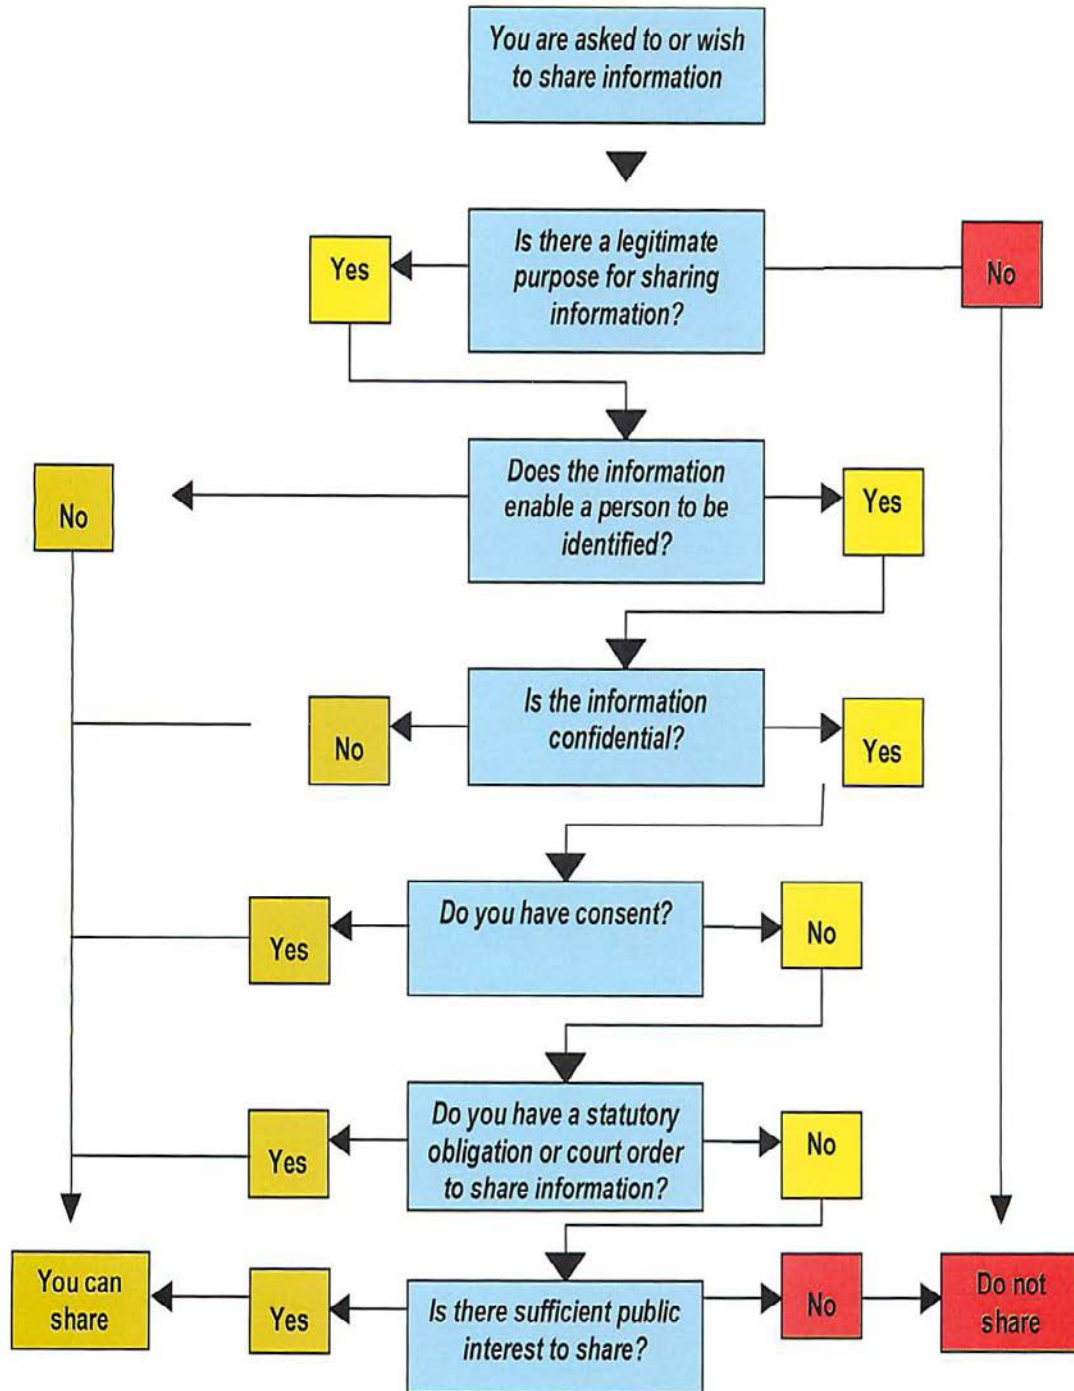 You are asked to or wish
to share information
Is there a legitimate
purpose for sharing
information?
Yes
No
Does the information
enable a person to be
identified?
No
Yes
Is the information
confidential?
No
Yes
Do you have consent?
Yes
No
Do you have a statutory
obligation or court order
to share information?
Yes
No
You can
share
Yes
Is there sufficient public
interest to share?
No
Do not
share